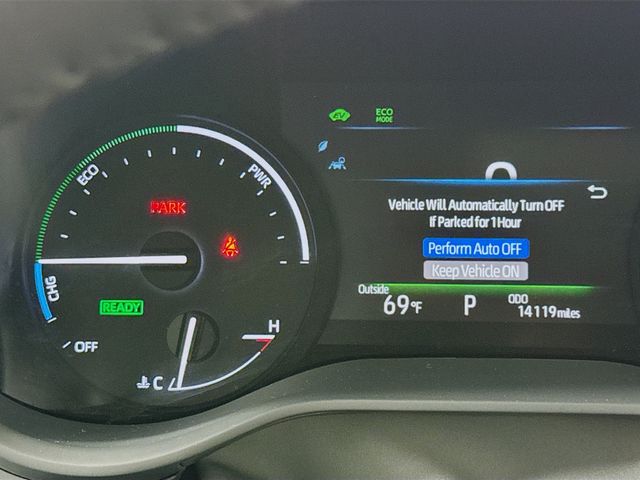 EV
ECO
MODE
ECO
PWR
PARK
CHG
READY
OFF
H
C
Vehicle Will Automatically Turn OFF
If Parked for 1 Hour
Perform Auto OFF
Keep Vehicle ON
Outside
69°F
P
ODO
14119 miles